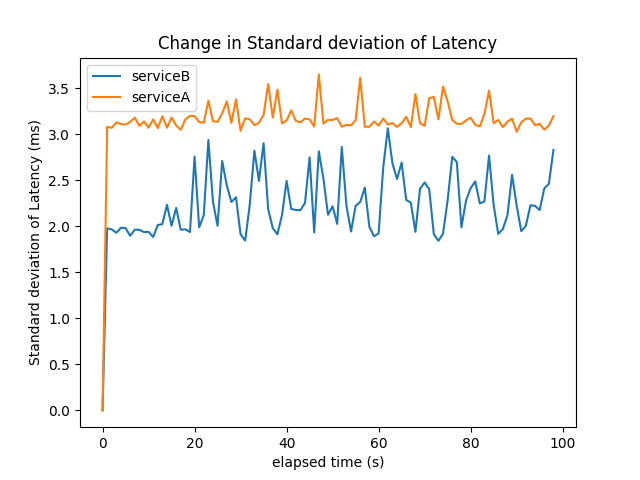 Change in Standard deviation of Latency
serviceB
serviceA
Standard deviation of Latency (ms)
3.5
3.0
2.5
2.0
1.5
1.0
0.5
0.0
0 20 40 60 80 100
elapsed time (s)